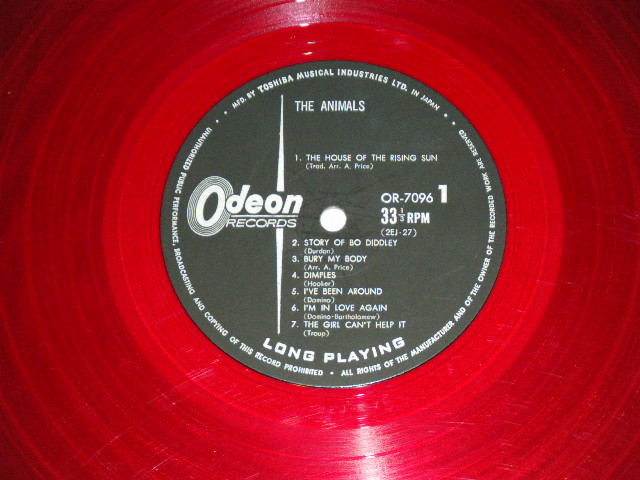 MFD. BY TOSHIBA MUSICAL INDUSTRIES LTD. IN JAPAN
THE ANIMALS
1. THE HOUSE OF THE RISING SUN
(Trad. Arr. A. Price)
Odeon
RECORDS
OR-7096 1
33 1/3 RPM
(2EJ-27)
2. STORY OF BO DIDDLEY
(Durdon)
3. BURY MY BODY
(Arr. A. Price)
4. DIMPLES
(Hooker)
5. I'VE BEEN AROUND
(Domino)
6. I'M IN LOVE AGAIN
(Domino-Bartholomew)
7. THE GIRL CAN'T HELP IT
(Troup)
LONG PLAYING
UNAUTHORIZED PUBLIC PERFORMANCE, BROADCASTING AND COPYING OF THIS RECORD PROHIBITED • ALL RIGHTS OF THE MANUFACTURER AND OF THE OWNER OF THE RECORDED WORK ARE RESERVED